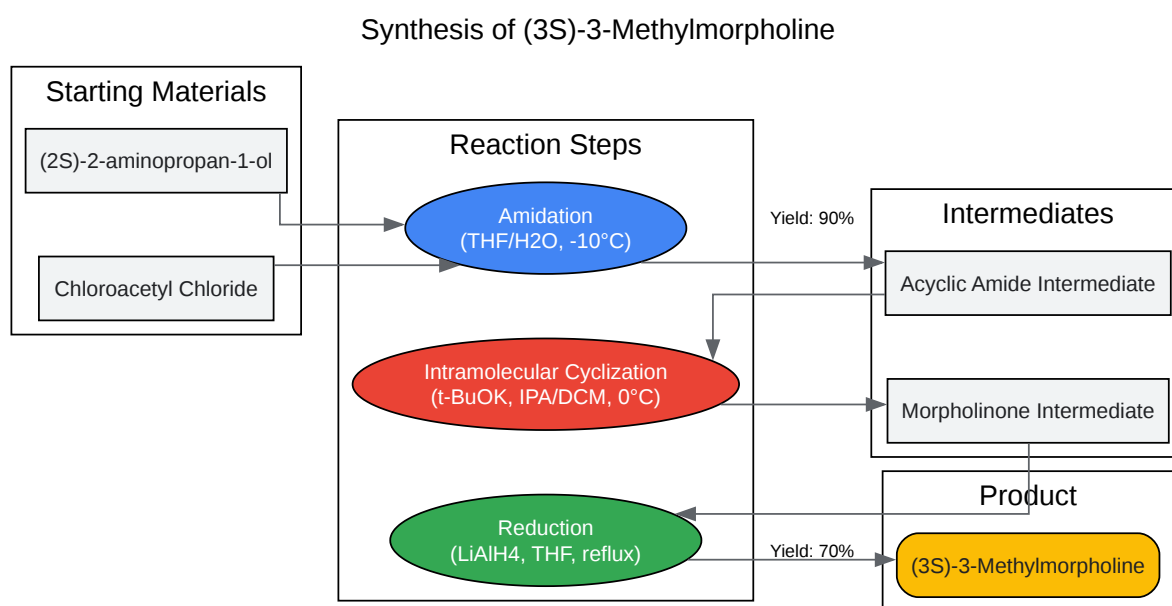 Synthesis of (3S)-3-Methylmorpholine
Starting Materials
(2S)-2-aminopropan-1-ol
Chloroacetyl Chloride
Reaction Steps
Amidation
(THF/H2O, -10°C)
Intramolecular Cyclization
(t-BuOK, IPA/DCM, 0°C)
Reduction
(LiAlH4, THF, reflux)
Yield: 90%
Yield: 70%
Intermediates
Acyclic Amide Intermediate
Morpholinone Intermediate
Product
(3S)-3-Methylmorpholine